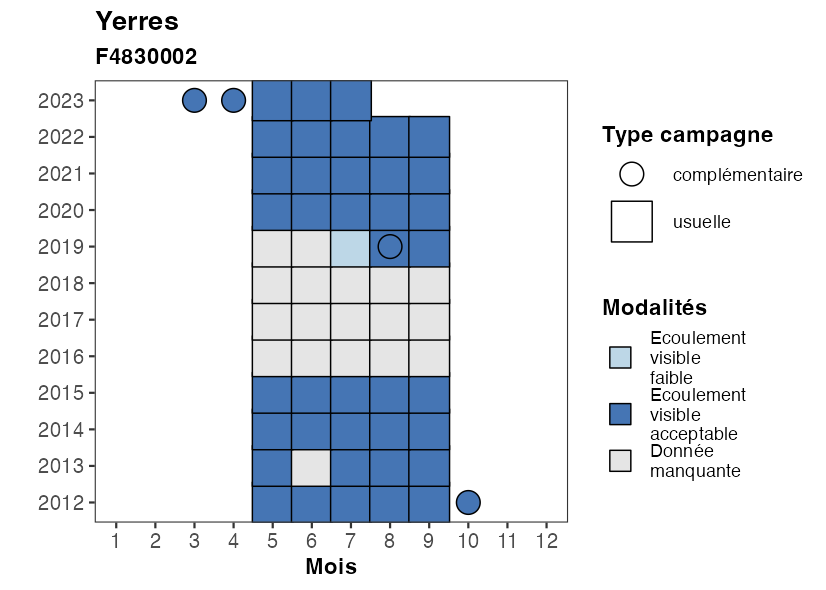 Yerres
F4830002
2023
2022
2021
2020
2019
2018
2017
2016
2015
2014
2013
2012
1 2 3 4 5 6 7 8 9 10 11 12
Mois
Type campagne
complémentaire
usuelle
Modalités
Ecoulement
visible
faible
Ecoulement
visible
acceptable
Donnée
manquante